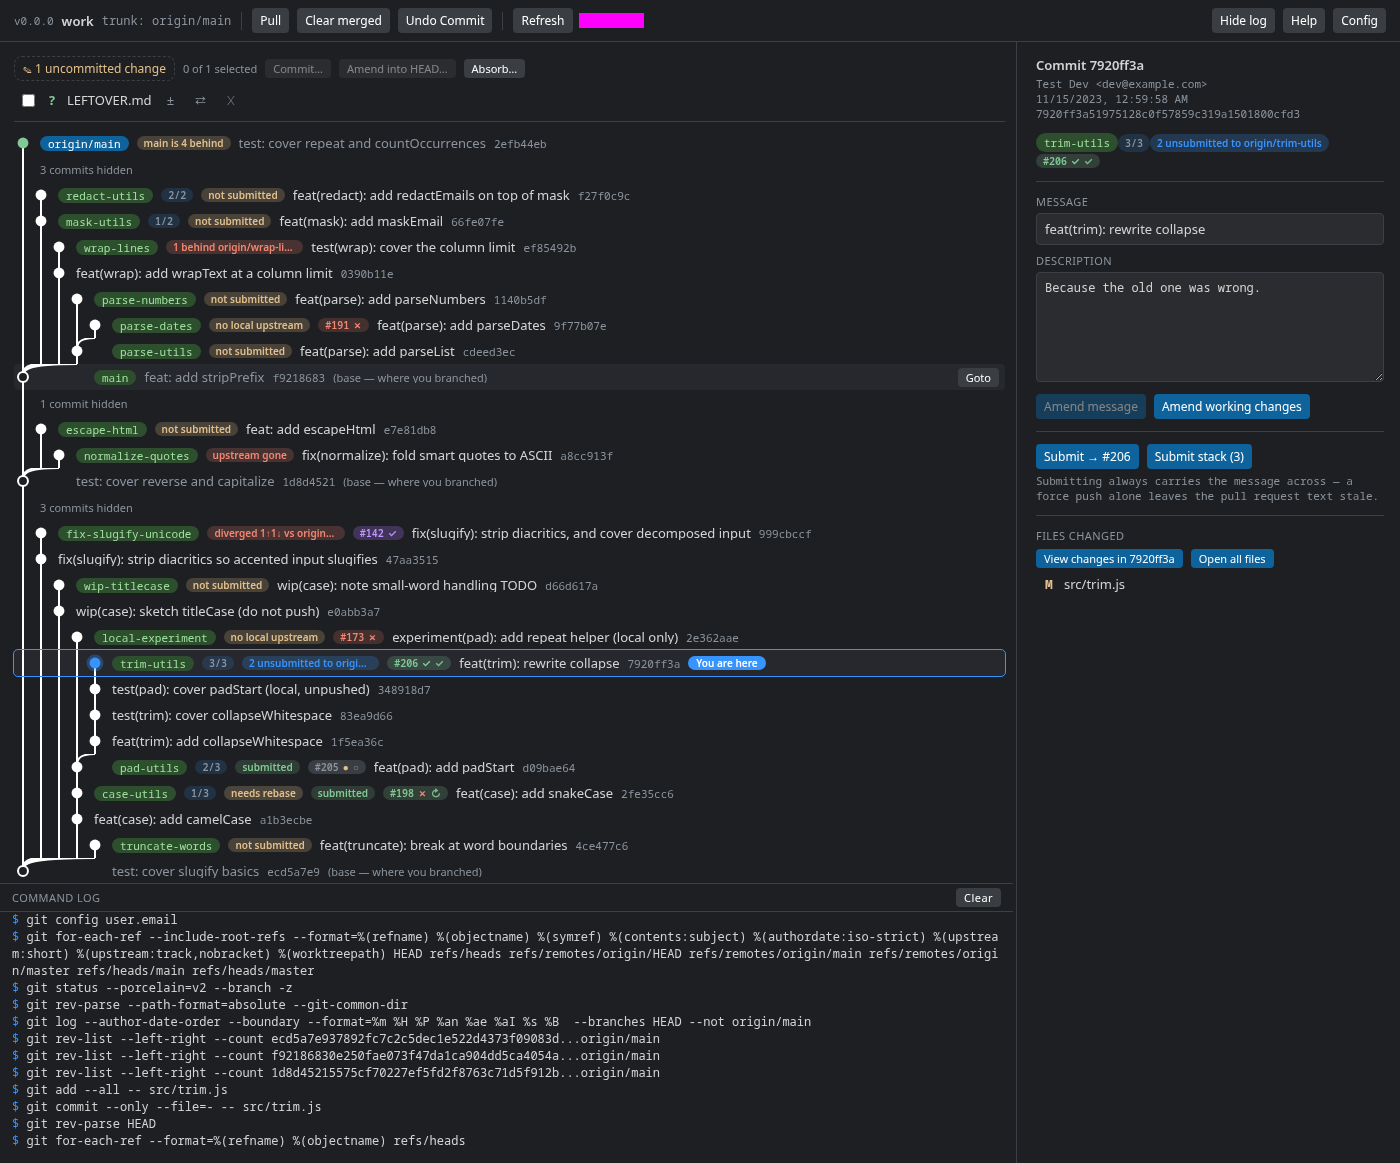 v0.0.0 work trunk: origin/main Pull Clear merged Undo Commit Refresh Hide log Help Config
✎ 1 uncommitted change 0 of 1 selected Commit... Amend into HEAD... Absorb...
? LEFTOVER.md ± ⇄ X
origin/main main is 4 behind test: cover repeat and countOccurrences 2efb44eb
3 commits hidden
redact-utils 2/2 not submitted feat(redact): add redactEmails on top of mask f27f0c9c
mask-utils 1/2 not submitted feat(mask): add maskEmail 66fe07fe
wrap-lines 1 behind origin/wrap-li... test(wrap): cover the column limit ef85492b
feat(wrap): add wrapText at a column limit 0390b11e
parse-numbers not submitted feat(parse): add parseNumbers 1140b5df
parse-dates no local upstream #191 × feat(parse): add parseDates 9f77b07e
parse-utils not submitted feat(parse): add parseList cdeed3ec
main feat: add stripPrefix f9218683 (base — where you branched) Goto
1 commit hidden
escape-html not submitted feat: add escapeHtml e7e81db8
normalize-quotes upstream gone fix(normalize): fold smart quotes to ASCII a8cc913f
test: cover reverse and capitalize 1d8d4521 (base — where you branched)
3 commits hidden
fix-slugify-unicode diverged 1↑1↓ vs origin... #142 ✓ fix(slugify): strip diacritics, and cover decomposed input 999cbccf
fix(slugify): strip diacritics so accented input slugifies 47aa3515
wip-titlecase not submitted wip(case): note small-word handling TODO d66d617a
wip(case): sketch titleCase (do not push) e0abb3a7
local-experiment no local upstream #173 × experiment(pad): add repeat helper (local only) 2e362aae
trim-utils 3/3 2 unsubmitted to origi... #206 ✓ ✓ feat(trim): rewrite collapse 7920ff3a You are here
test(pad): cover padStart (local, unpushed) 348918d7
test(trim): cover collapseWhitespace 83ea9d66
feat(trim): add collapseWhitespace 1f5ea36c
pad-utils 2/3 submitted #205 ● ○ feat(pad): add padStart d09bae64
case-utils 1/3 needs rebase submitted #198 × ↻ feat(case): add snakeCase 2fe35cc6
feat(case): add camelCase a1b3ecbe
truncate-words not submitted feat(truncate): break at word boundaries 4ce477c6
test: cover slugify basics ecd5a7e9 (base — where you branched)
COMMAND LOG Clear
$ git config user.email
$ git for-each-ref --include-root-refs --format=%(refname) %(objectname) %(symref) %(contents:subject) %(authordate:iso-strict) %(upstrea
m:short) %(upstream:track,nobracket) %(worktreepath) HEAD refs/heads refs/remotes/origin/HEAD refs/remotes/origin/main refs/remotes/origi
n/master refs/heads/main refs/heads/master
$ git status --porcelain=v2 --branch -z
$ git rev-parse --path-format=absolute --git-common-dir
$ git log --author-date-order --boundary --format=%m %H %P %an %ae %aI %s %B --branches HEAD --not origin/main
$ git rev-list --left-right --count ecd5a7e937892fc7c2c5dec1e522d4373f09083d...origin/main
$ git rev-list --left-right --count f92186830e250fae073f47da1ca904dd5ca4054a...origin/main
$ git rev-list --left-right --count 1d8d45215575cf70227ef5fd2f8763c71d5f912b...origin/main
$ git add --all -- src/trim.js
$ git commit --only --file=- -- src/trim.js
$ git rev-parse HEAD
$ git for-each-ref --format=%(refname) %(objectname) refs/heads
Commit 7920ff3a
Test Dev <dev@example.com>
11/15/2023, 12:59:58 AM
7920ff3a51975128c0f57859c319a1501800cfd3
trim-utils 3/3 2 unsubmitted to origin/trim-utils
#206 ✓ ✓
MESSAGE
feat(trim): rewrite collapse
DESCRIPTION
Because the old one was wrong.
Amend message Amend working changes
Submit → #206 Submit stack (3)
Submitting always carries the message across — a
force push alone leaves the pull request text stale.
FILES CHANGED
View changes in 7920ff3a Open all files
M src/trim.js